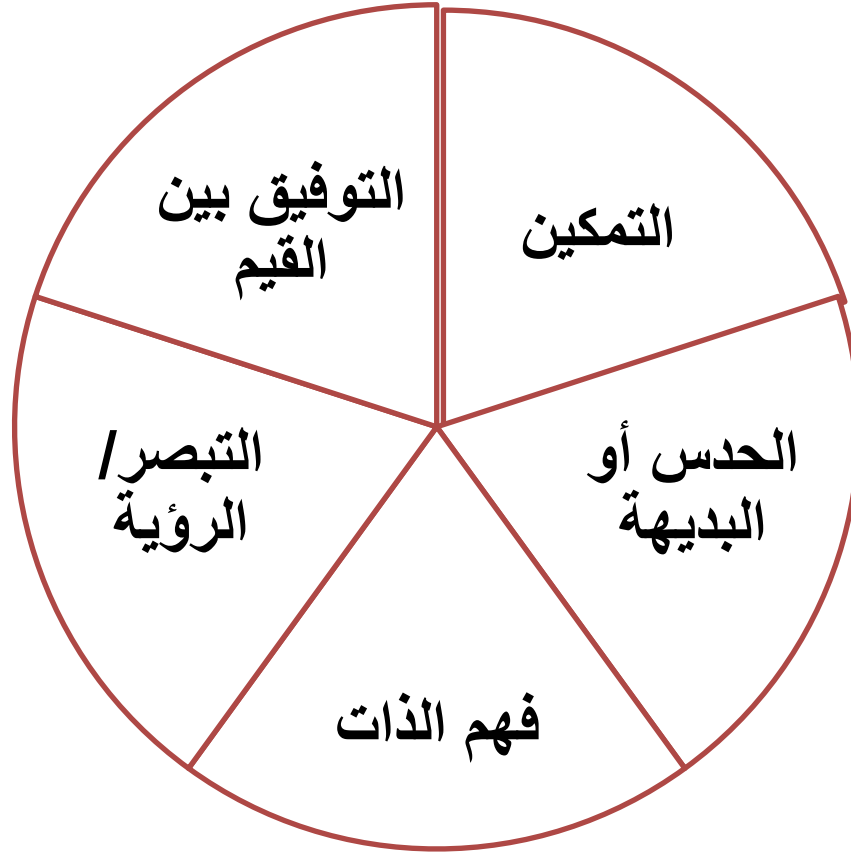 التمكين
التوفيق بين
القيم
الحدس أو
البديهة
التبصر/
الرؤية
فهم الذات